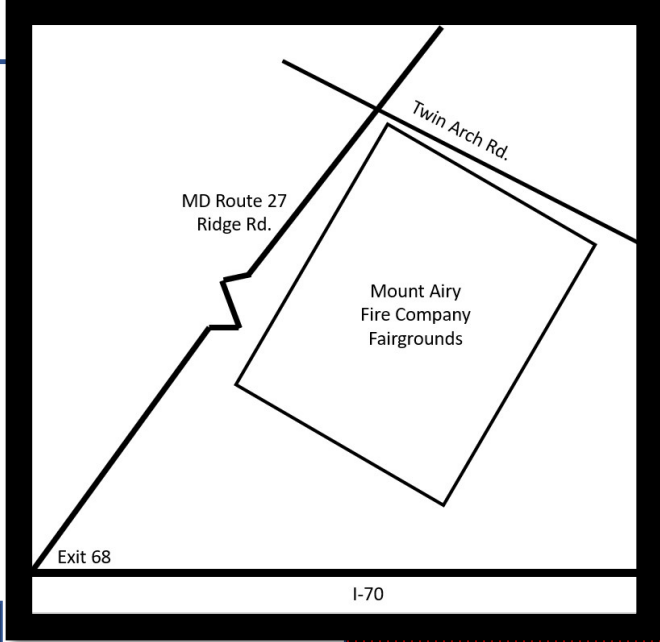 Twin Arch Rd.
MD Route 27
Ridge Rd.
Mount Airy
Fire Company
Fairgrounds
Exit 68
I-70